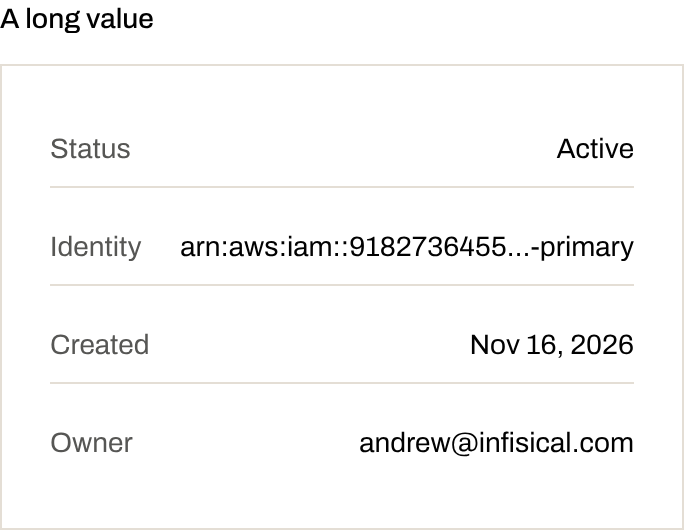 A long value
Status Active
Identity arn:aws:iam::9182736455...-primary
Created Nov 16, 2026
Owner andrew@infisical.com